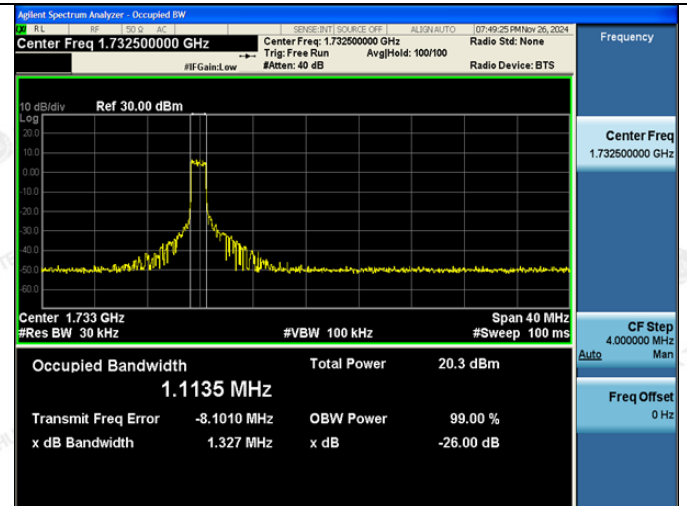 Agilent Spectrum Analyzer - Occupied BW
RL RF 50 Ω AC SENSE:INT SOURCE OFF ALIGN AUTO 07:49:25 PM Nov 26, 2024
Center Freq 1.732500000 GHz
Center Freq: 1.732500000 GHz Radio Std: None
Trig: Free Run Avg|Hold: 100/100
#IFGain:Low #Atten: 40 dB Radio Device: BTS
Frequency
10 dB/div Ref 30.00 dBm
Log
20.0
10.0
0.00
-10.0
-20.0
-30.0
-40.0
-50.0
-60.0
Center 1.733 GHz Span 40 MHz
#Res BW 30 kHz #VBW 100 kHz #Sweep 100 ms
Center Freq
1.732500000 GHz
CF Step
4.000000 MHz
Auto Man
Freq Offset
0 Hz
Occupied Bandwidth Total Power 20.3 dBm
1.1135 MHz
Transmit Freq Error -8.1010 MHz OBW Power 99.00 %
x dB Bandwidth 1.327 MHz x dB -26.00 dB